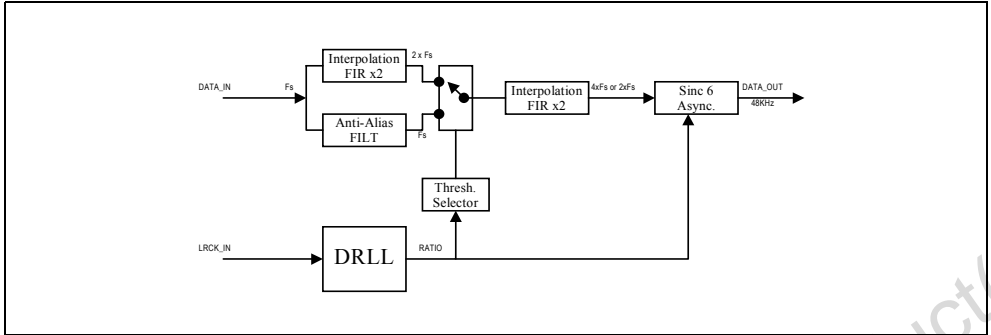 Interpolation
FIR x2
2 x Fs
DATA_IN
Fs
Anti-Alias
FILT
Fs
Interpolation
FIR x2
4xFs or 2xFs
Sinc 6
Async.
DATA_OUT
48KHz
Thresh.
Selector
LRCK_IN
DRLL
RATIO